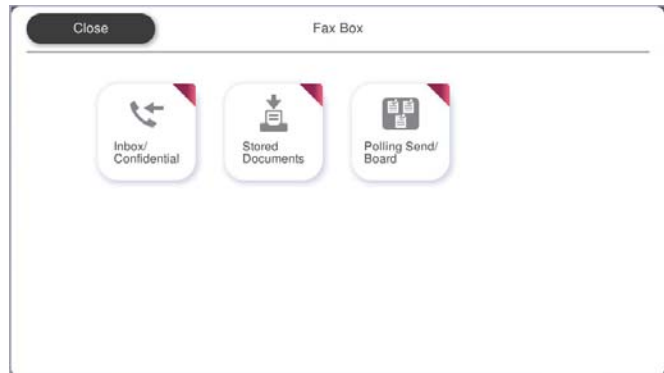 Close
Fax Box
Inbox/
Confidential
Stored
Documents
Polling Send/
Board